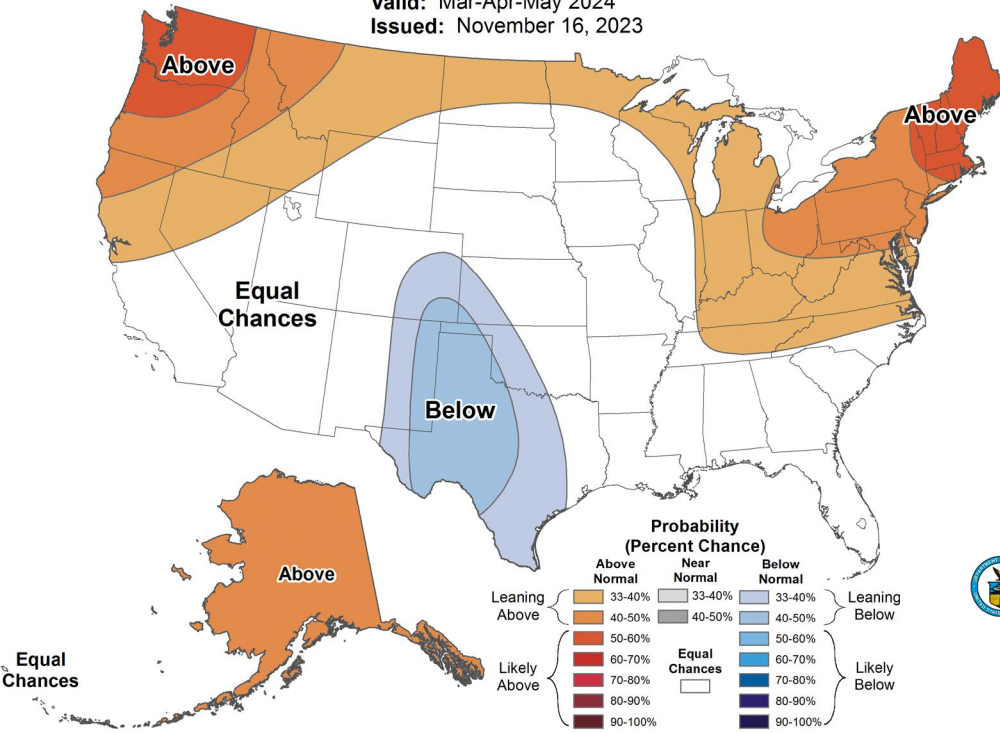 Valid: Mar-Apr-May 2024
Issued: November 16, 2023
Above
Above
Equal
Chances
Below
Above
Equal
Chances
Probability
(Percent Chance)
Above
Normal
Near
Normal
Below
Normal
Leaning
Above
33-40%
33-40%
33-40%
Leaning
Below
40-50%
40-50%
40-50%
Likely
Above
50-60%
60-70%
70-80%
80-90%
90-100%
Equal
Chances
50-60%
60-70%
70-80%
80-90%
90-100%
Likely
Below